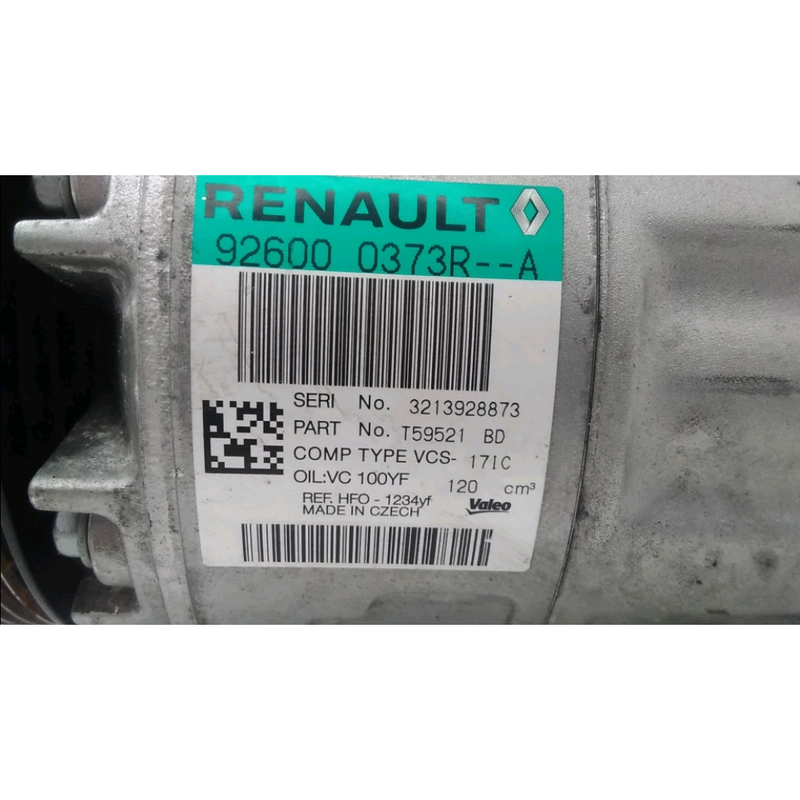 RENAULT
92600 0373R--A
SERI No. 3213928873
PART No. T59521 BD
COMP TYPE VCS- 17IC
OIL:VC 100YF 120 cm³
REF. HFO - 1234yf Valeo
MADE IN CZECH